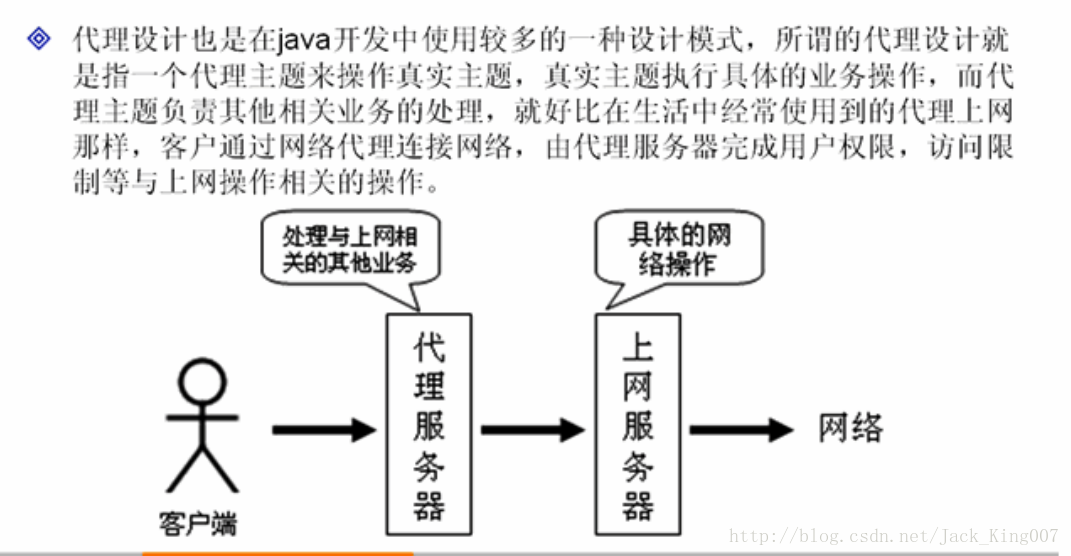 代理设计也是在java开发中使用较多的一种设计模式，所谓的代理设计就
是指一个代理主题来操作真实主题，真实主题执行具体的业务操作，而代
理主题负责其他相关业务的处理，就好比在生活中经常使用到的代理上网
那样，客户通过网络代理连接网络，由代理服务器完成用户权限，访问限
制等与上网操作相关的操作。
处理与上网相
关的其他业务
具体的网
络操作
代理服务器
上网服务器
网络
客户端
http://blog.csdn.net/Jack_King007